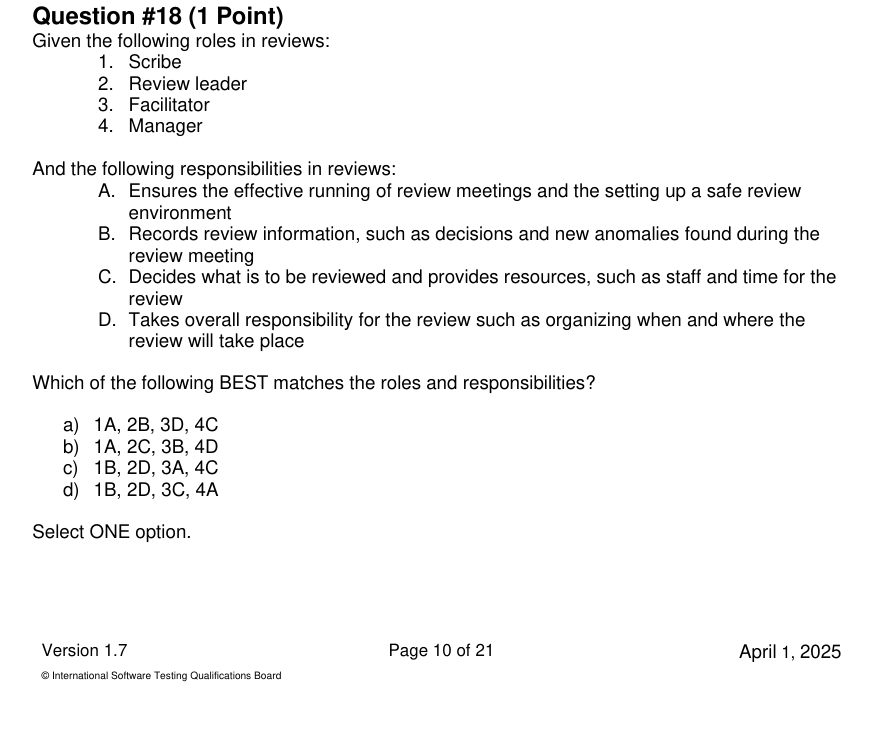 Question #18 (1 Point)
Given the following roles in reviews:
1. Scribe
2. Review leader
3. Facilitator
4. Manager
And the following responsibilities in reviews:
A. Ensures the effective running of review meetings and the setting up a safe review
environment
B. Records review information, such as decisions and new anomalies found during the
review meeting
C. Decides what is to be reviewed and provides resources, such as staff and time for the
review
D. Takes overall responsibility for the review such as organizing when and where the
review will take place
Which of the following BEST matches the roles and responsibilities?
a) 1A, 2B, 3D, 4C
b) 1A, 2C, 3B, 4D
c) 1B, 2D, 3A, 4C
d) 1B, 2D, 3C, 4A
Select ONE option.
Version 1.7 Page 10 of 21 April 1, 2025
© International Software Testing Qualifications Board